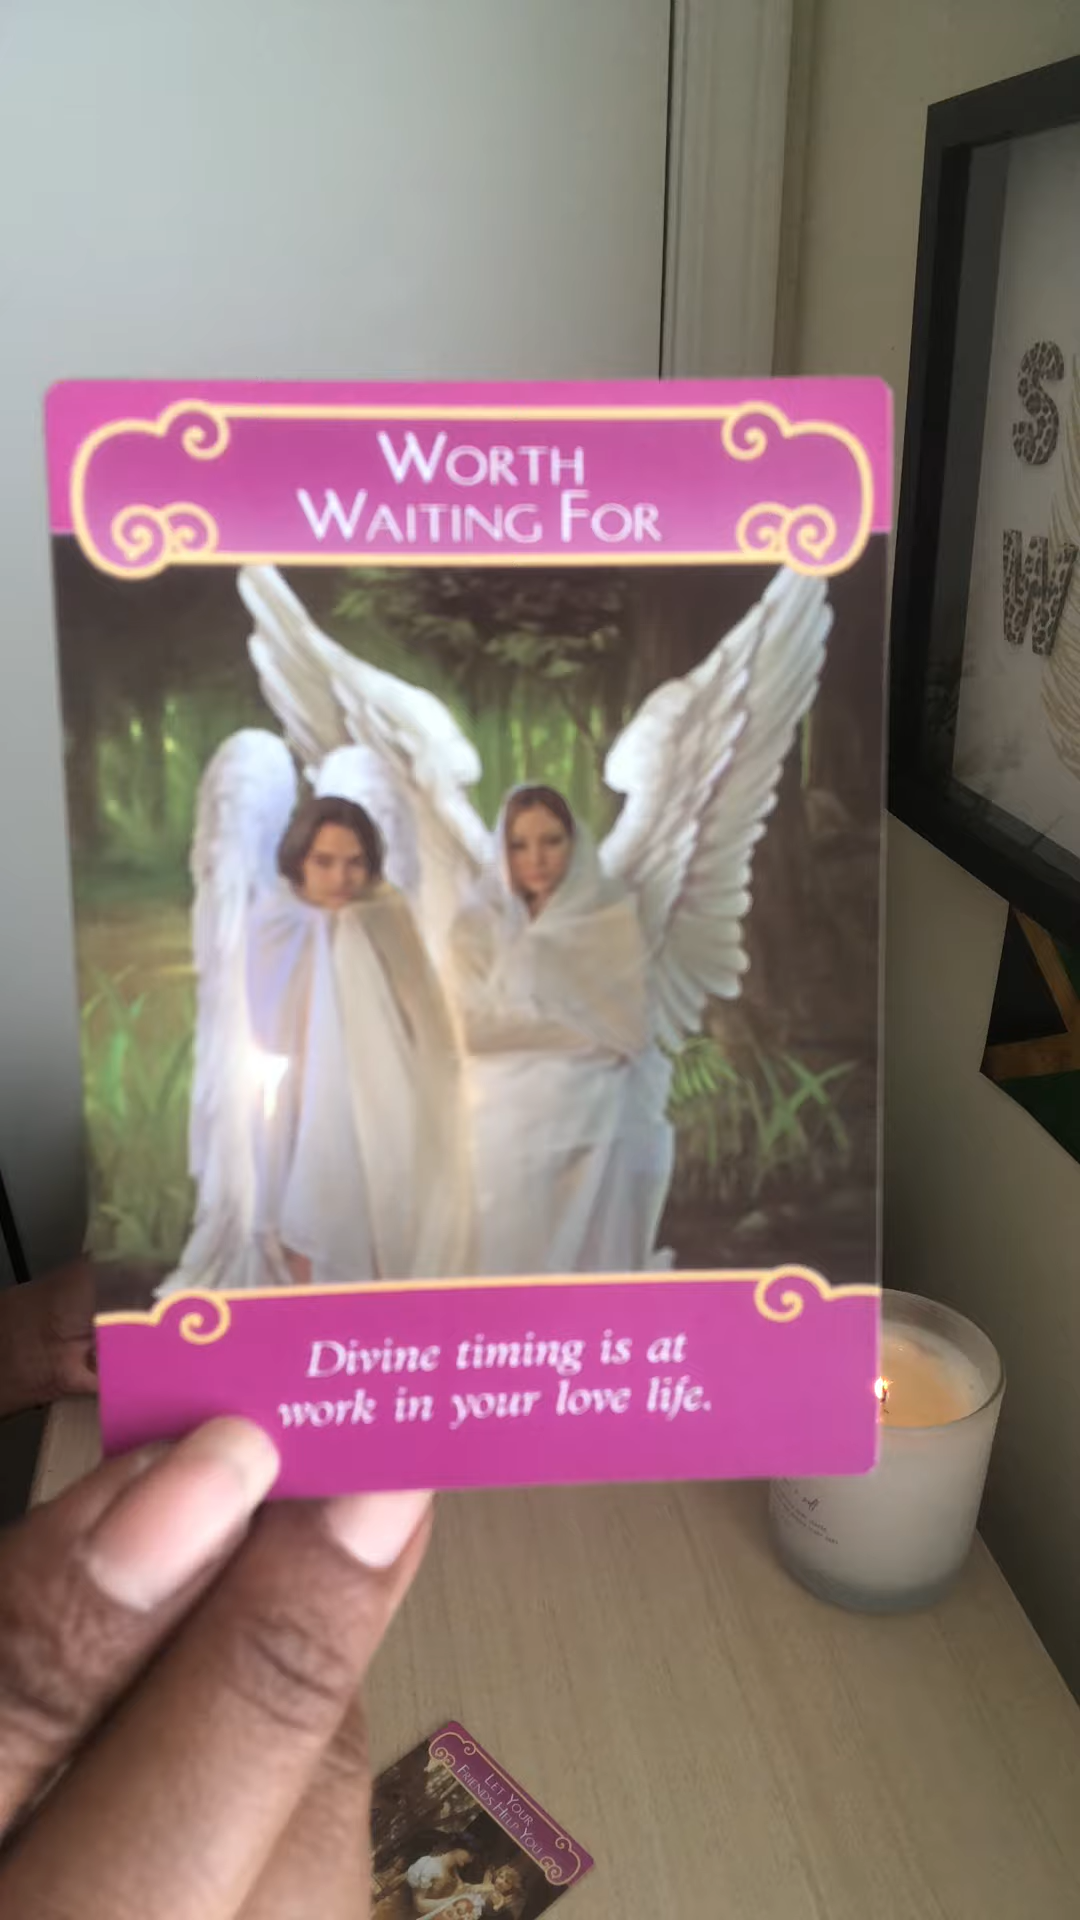 WORTH
WAITING FOR
Divine timing is at
work in your love life.
S
W
LET YOUR
FRIENDS HELP YOU